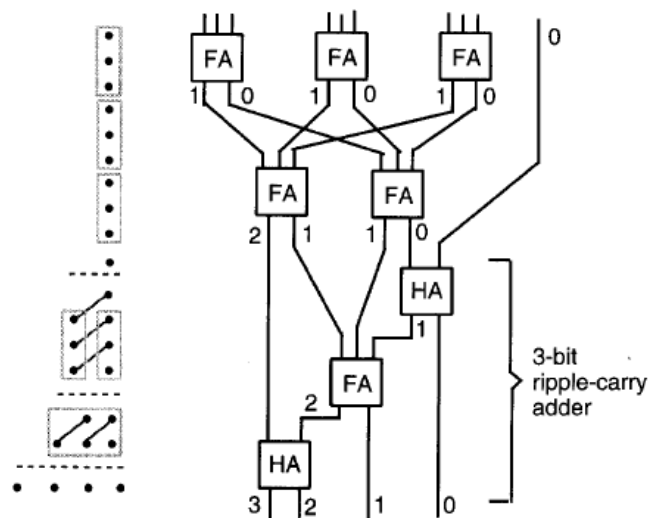 FA FA FA 0
1 0 1 0 1 0
FA FA
2 1 1 0
HA
1
3-bit
ripple-carry
adder
FA
2
HA
3 2 1 0